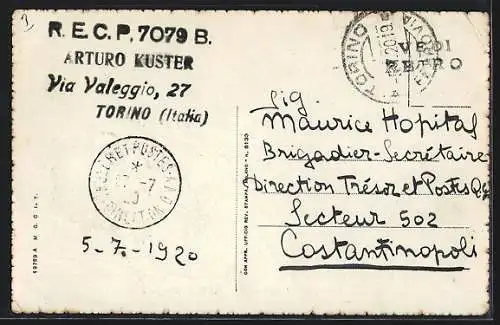 R.E.C.P. 7079 B.
ARTURO KUSTER
Via Valeggio, 27
TORINO (Italia)
TORINO
FERROVIA
VEDI
RETRO
Sig.
Maurice Hopital
Brigadier-Secrétaire
Direction Trésor et Postes
Secteur 502
Costantinopoli
TRESOR ET POSTES
5-7-1920